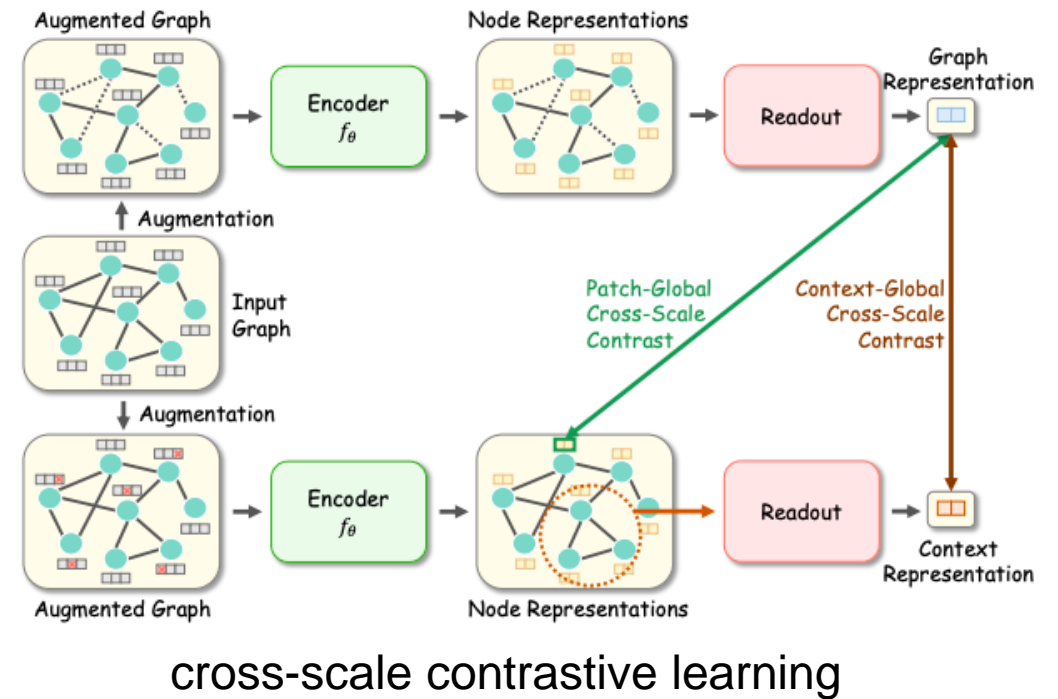 Augmented Graph
Node Representations
Graph
Representation
Encoder
fθ
Readout
Augmentation
Input
Graph
Patch-Global
Cross-Scale
Contrast
Context-Global
Cross-Scale
Contrast
Augmentation
Encoder
fθ
Readout
Context
Representation
Augmented Graph
Node Representations
cross-scale contrastive learning